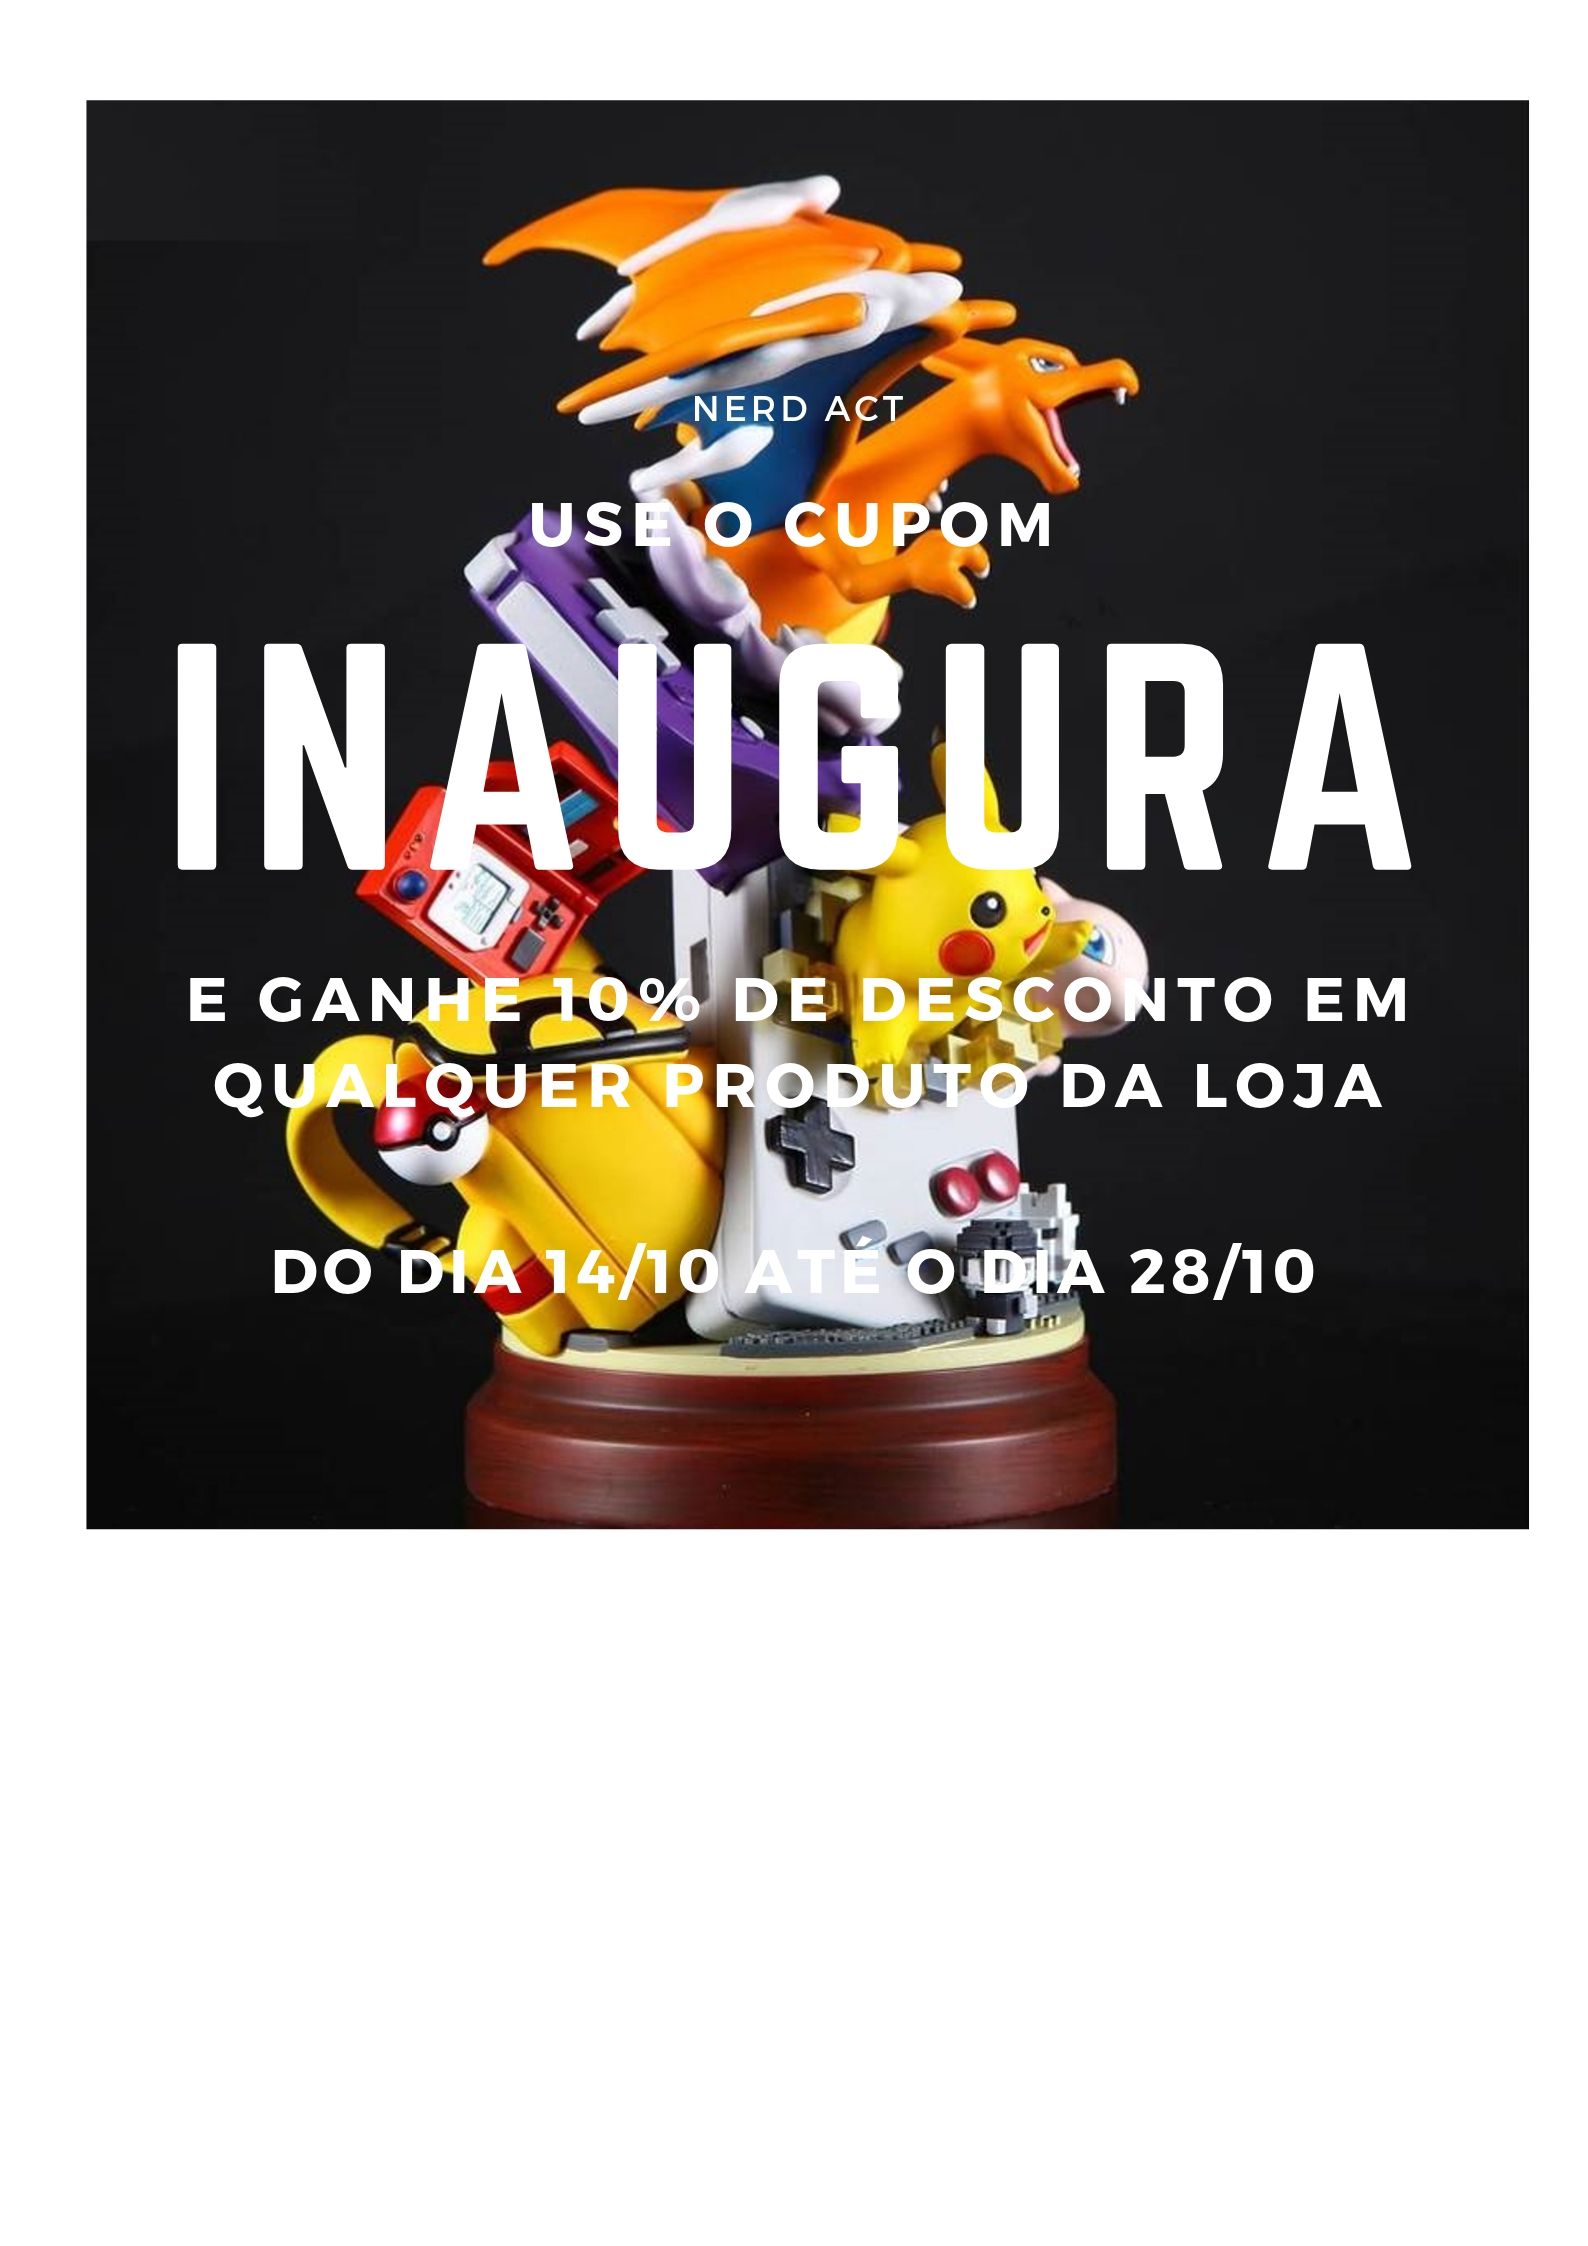 NERD ACT
USE O CUPOM
INAUGURA
E GANHE 10% DE DESCONTO EM
QUALQUER PRODUTO DA LOJA
DO DIA 14/10 ATÉ O DIA 28/10